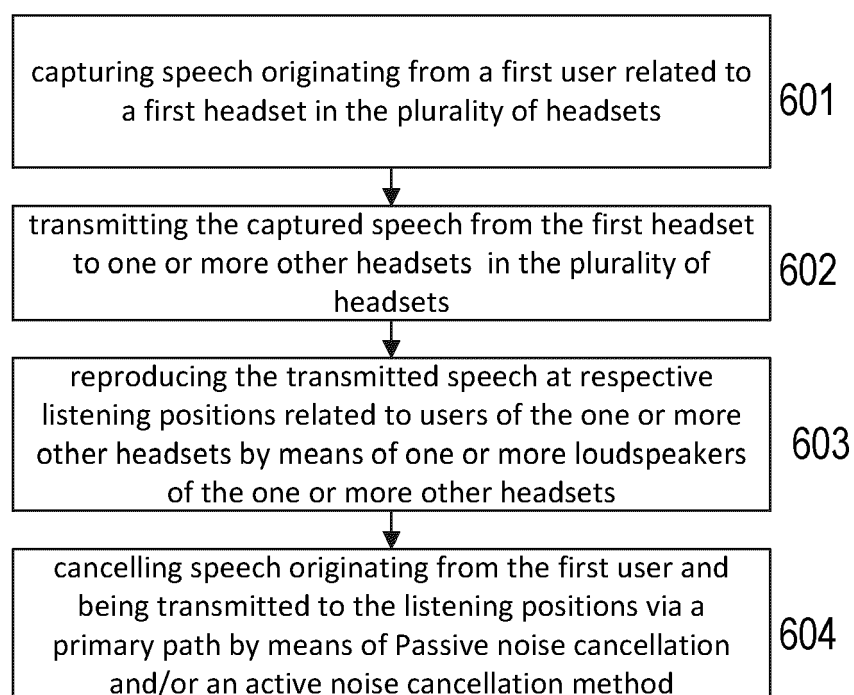 capturing speech originating from a first user related to
a first headset in the plurality of headsets
601
transmitting the captured speech from the first headset
to one or more other headsets in the plurality of
headsets
602
reproducing the transmitted speech at respective
listening positions related to users of the one or more
other headsets by means of one or more loudspeakers
of the one or more other headsets
603
cancelling speech originating from the first user and
being transmitted to the listening positions via a
primary path by means of Passive noise cancellation
and/or an active noise cancellation method
604